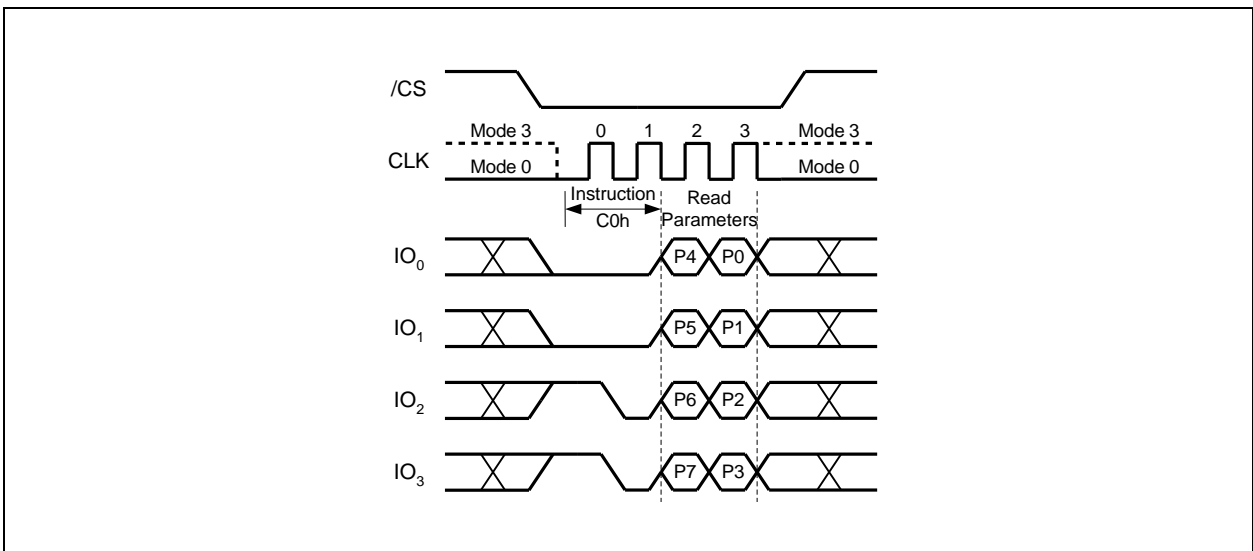 /CS
Mode 3 0 1 2 3 Mode 3
CLK
Mode 0 Mode 0
Instruction Read
C0h Parameters
IO0 P4 P0
IO1 P5 P1
IO2 P6 P2
IO3 P7 P3